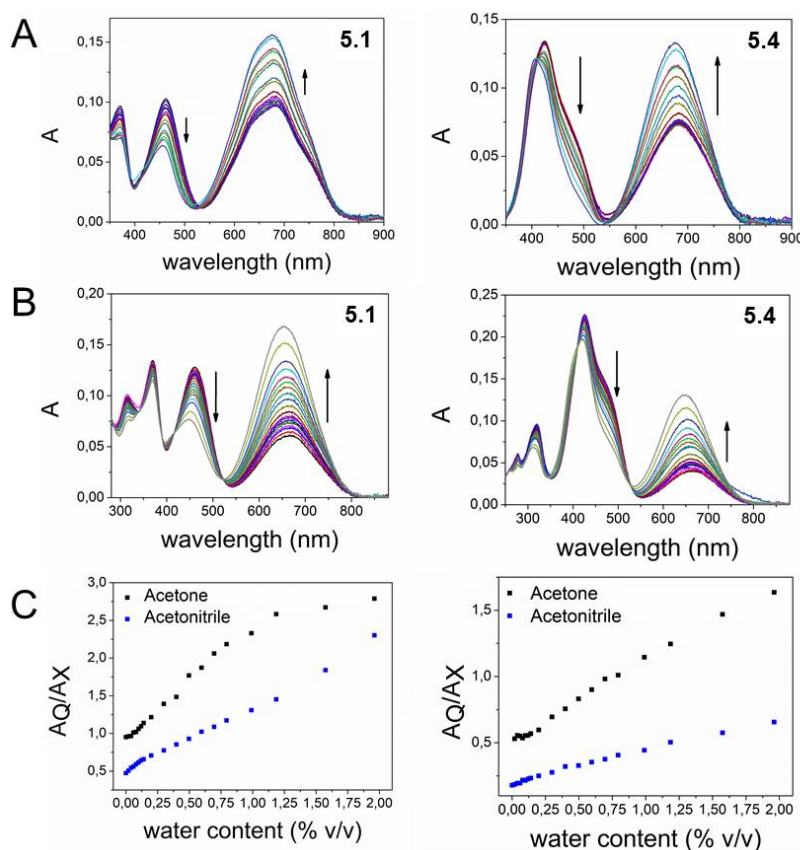 A
5.1
5.4
0,15
0,10
0,05
0,00
A
400 500 600 700 800 900
wavelength (nm)
0,15
0,10
0,05
0,00
A
400 500 600 700 800 900
wavelength (nm)
B
5.1
5.4
0,20
0,15
0,10
0,05
0,00
A
300 400 500 600 700 800
wavelength (nm)
0,25
0,20
0,15
0,10
0,05
0,00
A
300 400 500 600 700 800
wavelength (nm)
C
Acetone
Acetonitrile
3,0
2,5
2,0
1,5
1,0
0,5
AQ/AX
0,00 0,25 0,50 0,75 1,00 1,25 1,50 1,75 2,00
water content (% v/v)
Acetone
Acetonitrile
1,5
1,0
0,5
0,0
AQ/AX
0,00 0,25 0,50 0,75 1,00 1,25 1,50 1,75 2,00
water content (% v/v)